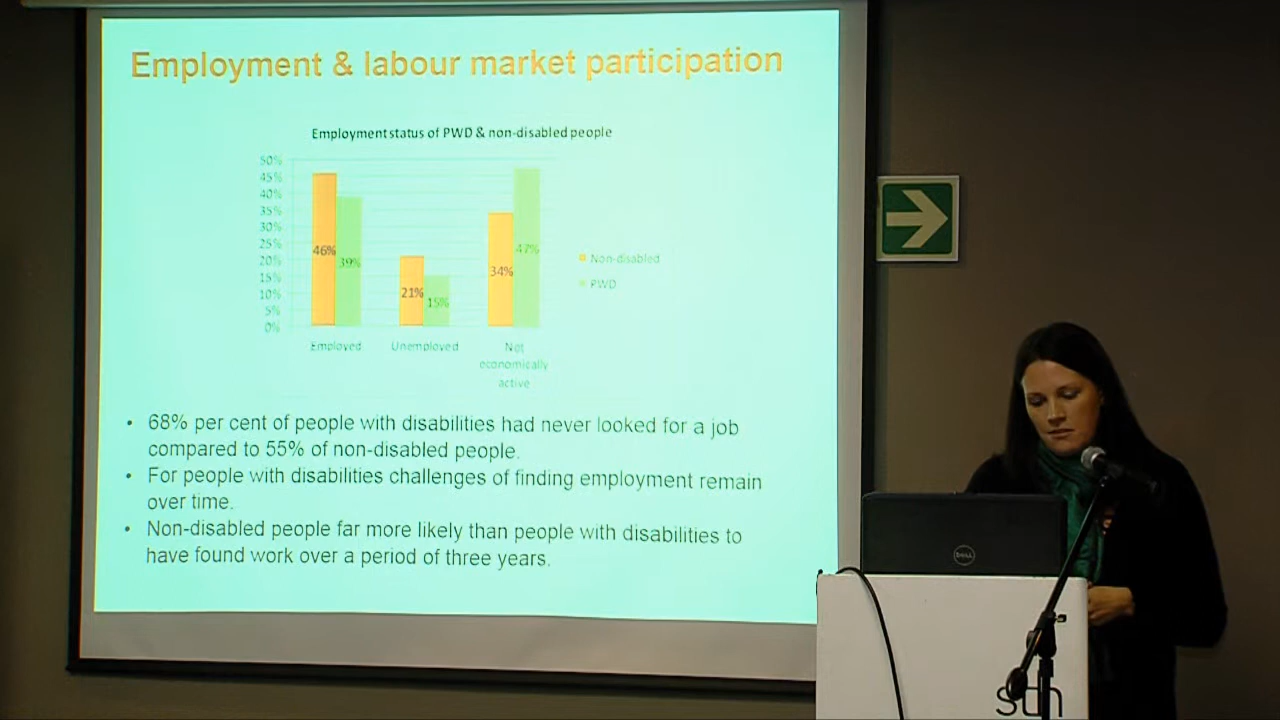 Employment & labour market participation
Employment status of PWD & non-disabled people
50%
45%
40%
35%
30%
25%
20%
15%
10%
5%
0%
46%
39%
21%
15%
34%
47%
Employed
Unemployed
Not
economically
active
Non-disabled
PWD
• 68% per cent of people with disabilities had never looked for a job
compared to 55% of non-disabled people.
• For people with disabilities challenges of finding employment remain
over time.
• Non-disabled people far more likely than people with disabilities to
have found work over a period of three years.
DELL